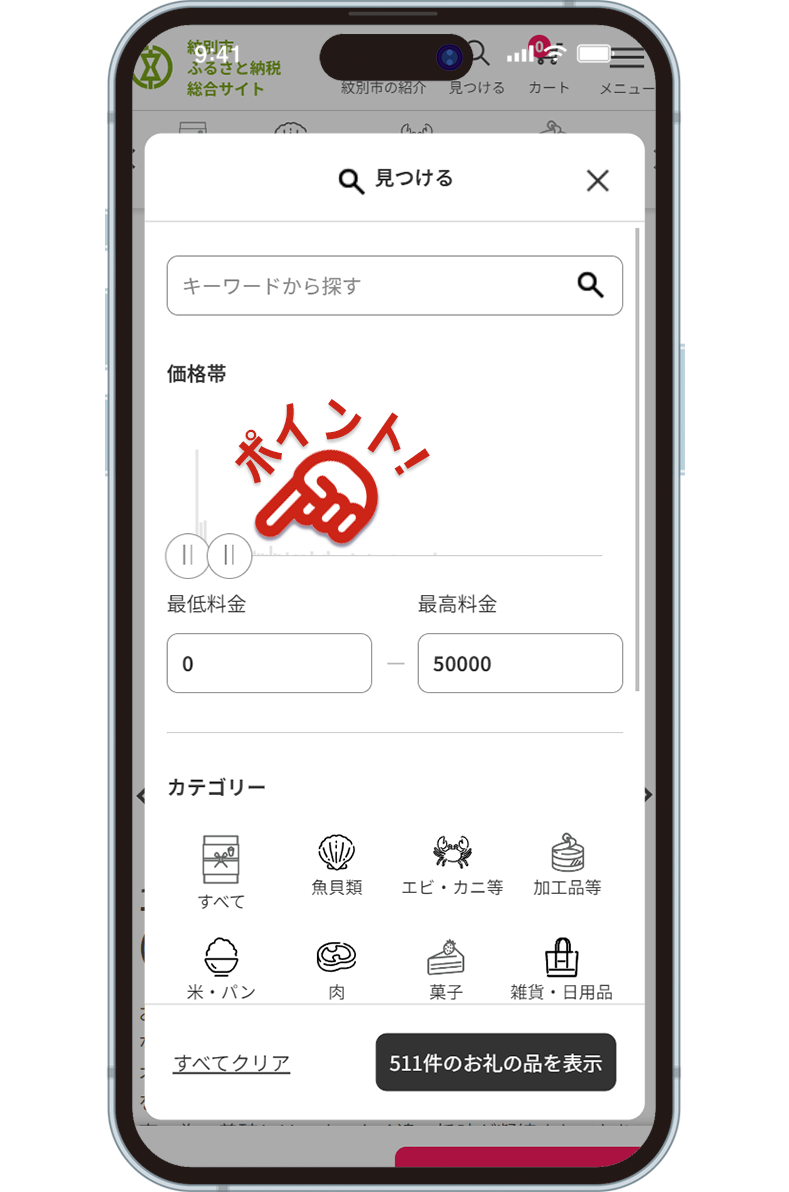 紋別市
ふるさと納税
総合サイト
9:41
0
紋別市の紹介
見つける
カート
メニュー
見つける
キーワードから探す
価格帯
ポイント!
最低料金
最高料金
0
50000
カテゴリー
すべて
魚貝類
エビ・カニ等
加工品等
米・パン
肉
菓子
雑貨・日用品
すべてクリア
511件のお礼の品を表示